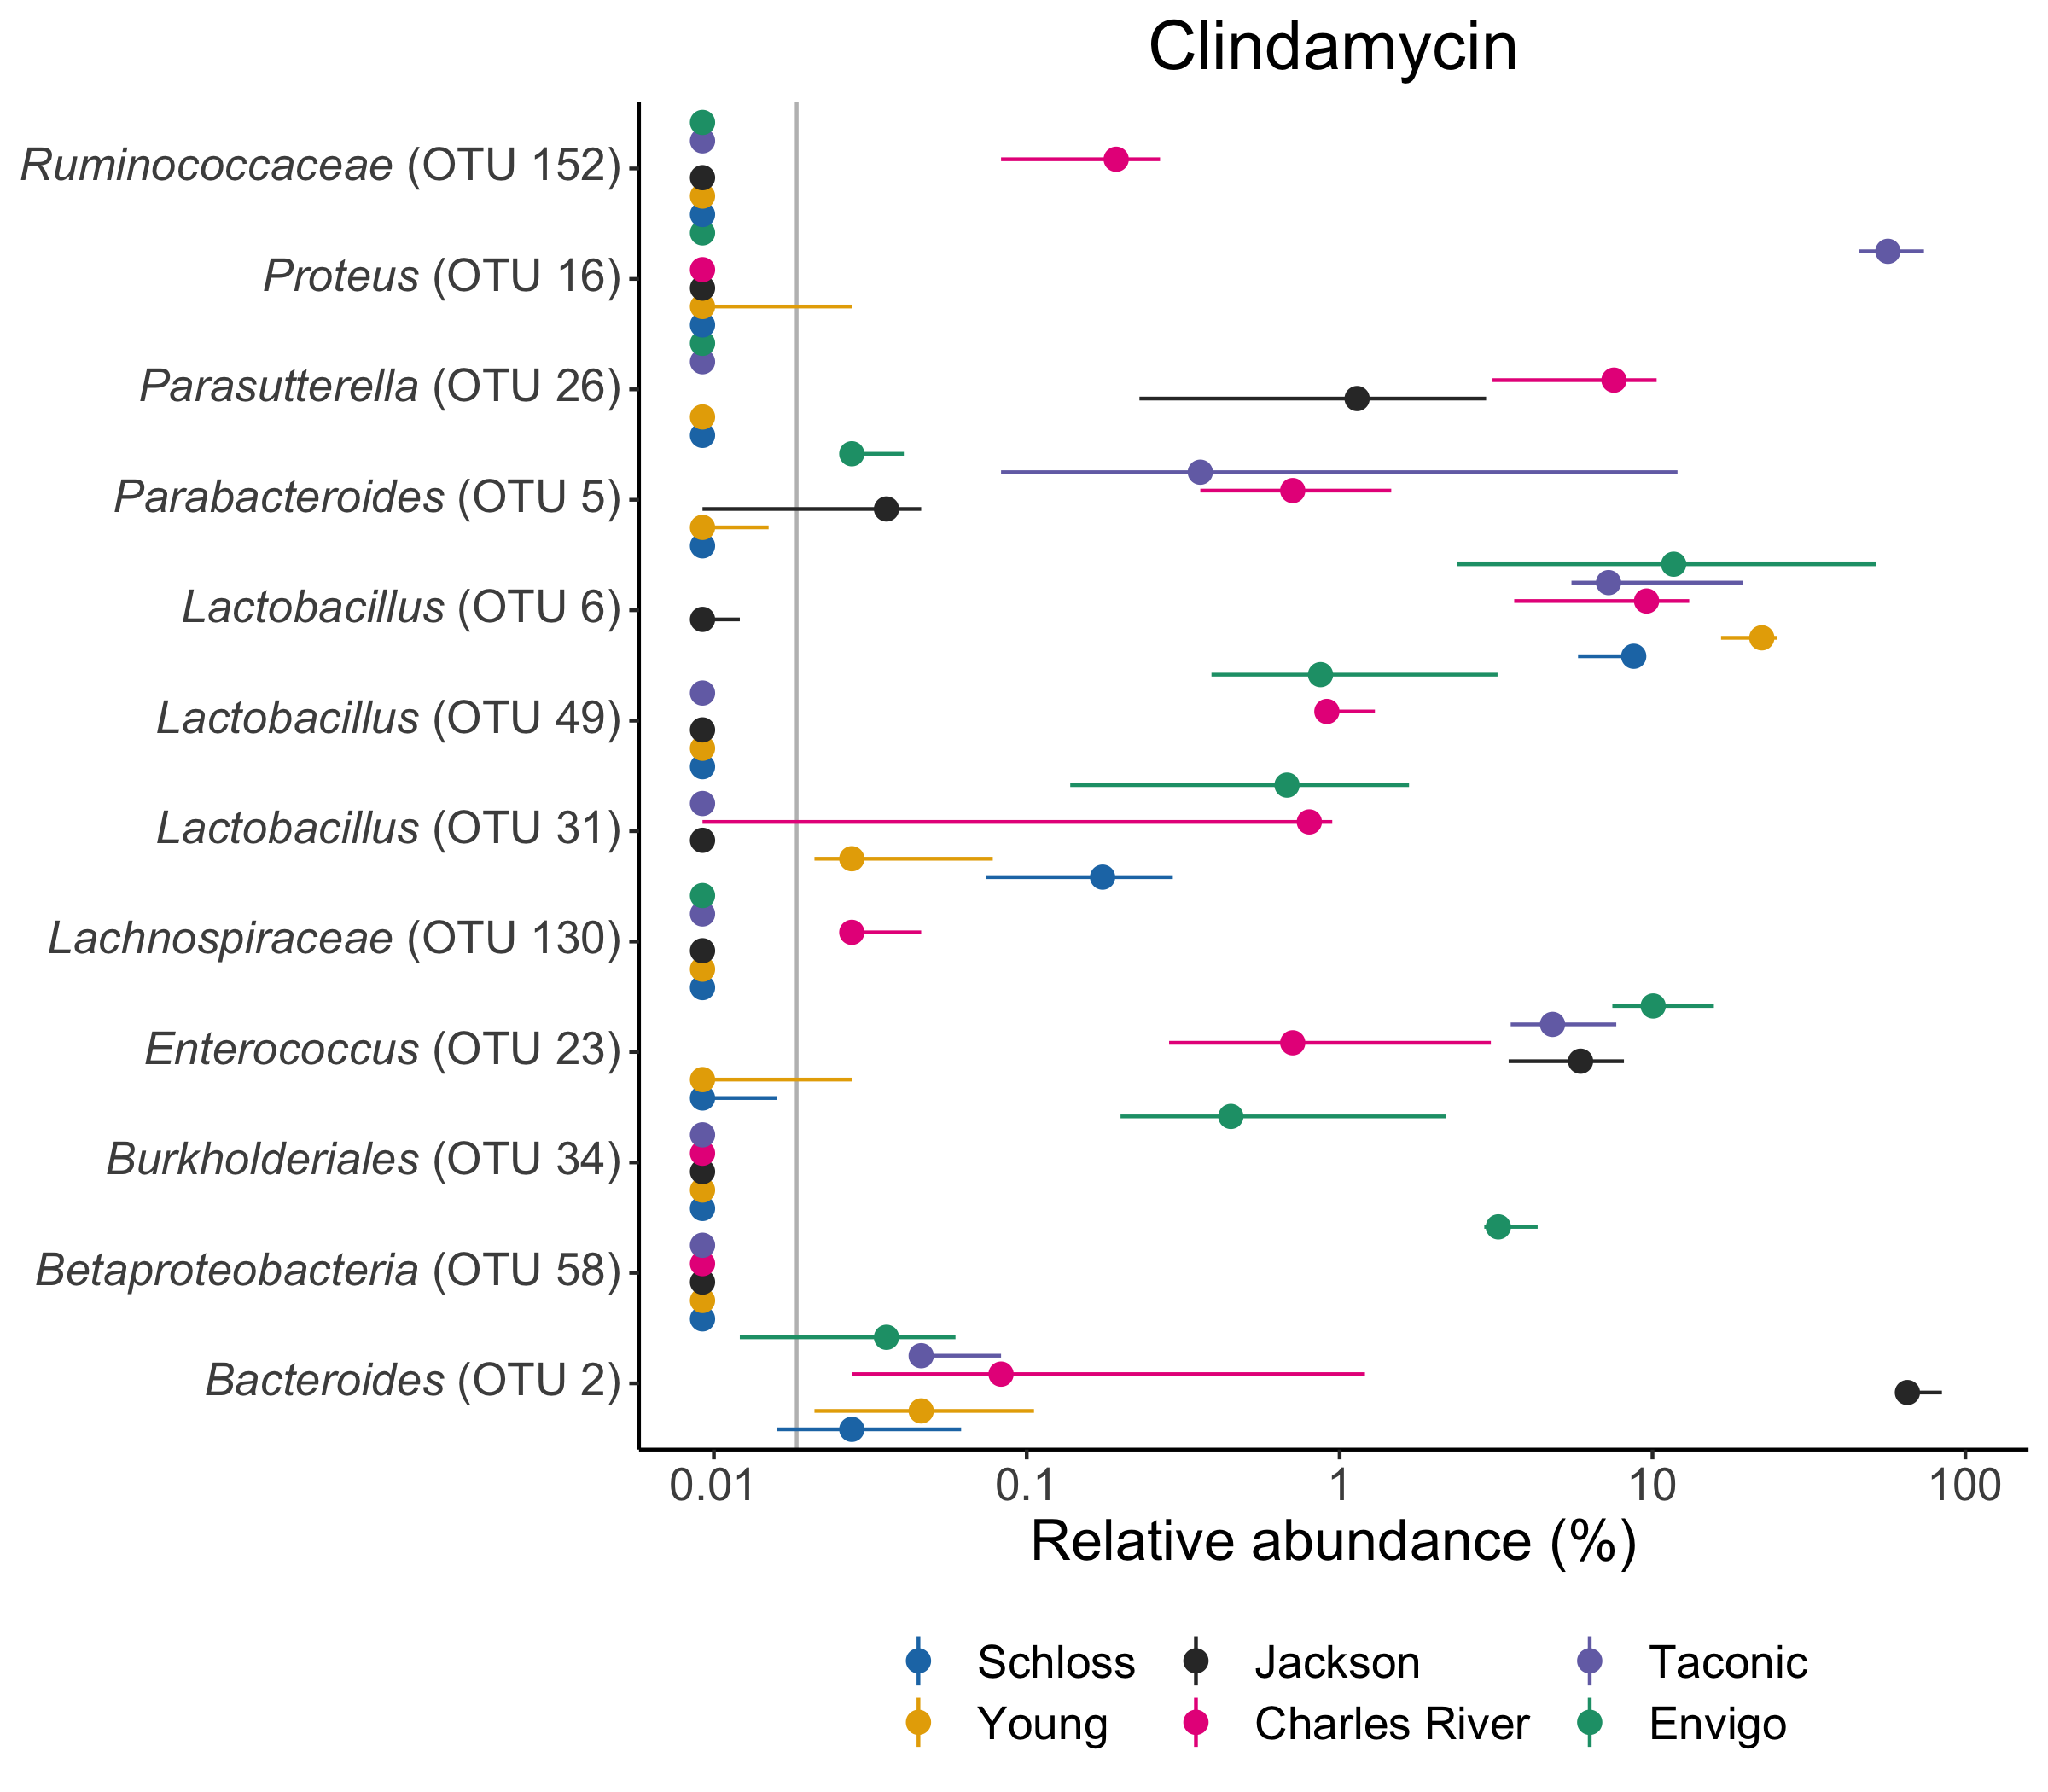 Clindamycin
Ruminococcaceae (OTU 152)
Proteus (OTU 16)
Parasutterella (OTU 26)
Parabacteroides (OTU 5)
Lactobacillus (OTU 6)
Lactobacillus (OTU 49)
Lactobacillus (OTU 31)
Lachnospiraceae (OTU 130)
Enterococcus (OTU 23)
Burkholderiales (OTU 34)
Betaproteobacteria (OTU 58)
Bacteroides (OTU 2)
0.01 0.1 1 10 100
Relative abundance (%)
Schloss Jackson Taconic
Young Charles River Envigo